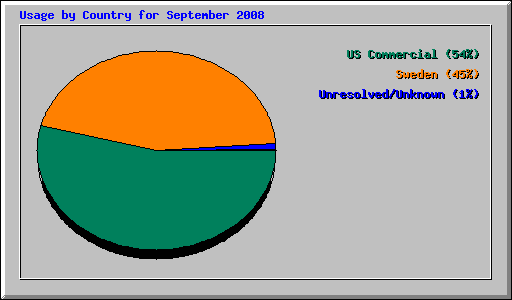 Usage by Country for September 2008
US Commercial (54%)
Sweden (45%)
Unresolved/Unknown (1%)